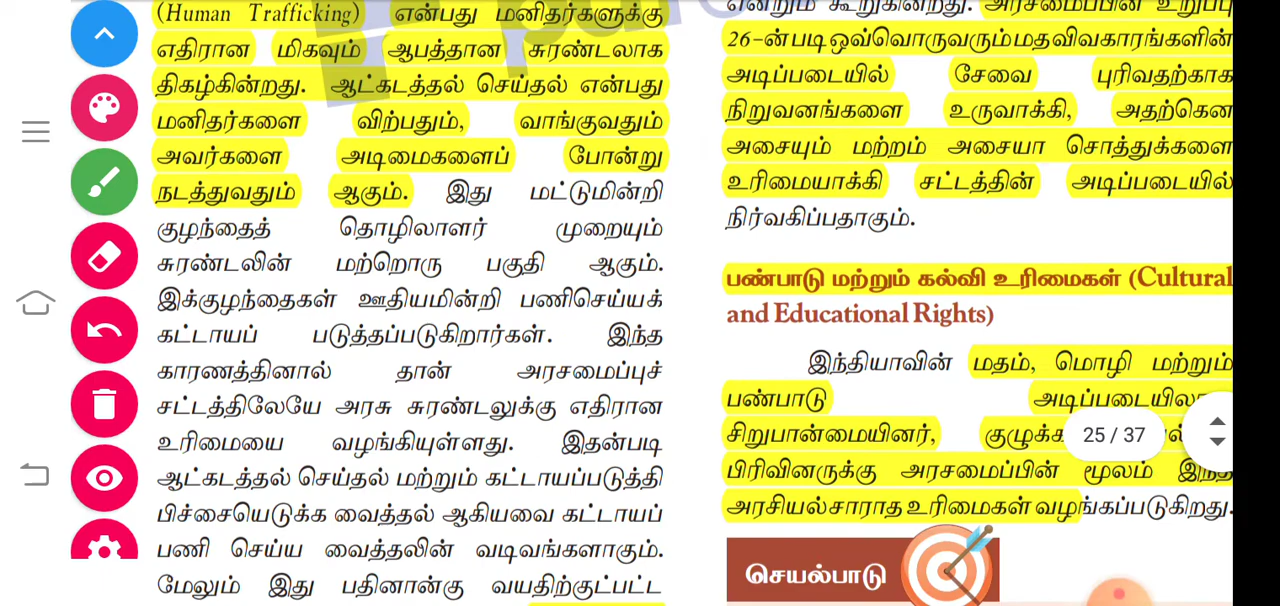 (Human Trafficking) என்பது மனிதர்களுக்கு
எதிரான மிகவும் ஆபத்தான சுரண்டலாக
திகழ்கின்றது. ஆட்கடத்தல் செய்தல் என்பது
மனிதர்களை விற்பதும், வாங்குவதும்
அவர்களை அடிமைகளைப் போன்று
நடத்துவதும் ஆகும். இது மட்டுமின்றி
குழந்தைத் தொழிலாளர் முறையும்
சுரண்டலின் மற்றொரு பகுதி ஆகும்.
இக்குழந்தைகள் ஊதியமின்றி பணிசெய்யக்
கட்டாயப் படுத்தப்படுகிறார்கள். இந்த
காரணத்தினால் தான் அரசமைப்புச்
சட்டத்திலேயே அரசு சுரண்டலுக்கு எதிரான
உரிமையை வழங்கியுள்ளது. இதன்படி
ஆட்கடத்தல் செய்தல் மற்றும் கட்டாயப்படுத்தி
பிச்சையெடுக்க வைத்தல் ஆகியவை கட்டாயப்
பணி செய்ய வைத்தலின் வடிவங்களாகும்.
மேலும் இது பதினான்கு வயதிற்குட்பட்ட
என்றும் கூறுகின்றது. அரசமைப்பின் உறுப்பு
26-ன் படி ஒவ்வொருவரும் மதவிவகாரங்களின்
அடிப்படையில் சேவை புரிவதற்காக
நிறுவனங்களை உருவாக்கி, அதற்கென
அசையும் மற்றம் அசையா சொத்துக்களை
உரிமையாக்கி சட்டத்தின் அடிப்படையில்
நிர்வகிப்பதாகும்.
பண்பாடு மற்றும் கல்வி உரிமைகள் (Cultural
and Educational Rights)
இந்தியாவின் மதம், மொழி மற்றும்
பண்பாடு
சிறுபான்மையினர்,
பிரிவினருக்கு அரசமைப்பின் மூலம் இந்த
அரசியல்சாராத உரிமைகள் வழங்கப்படுகிறது.
25 / 37
செயல்பாடு